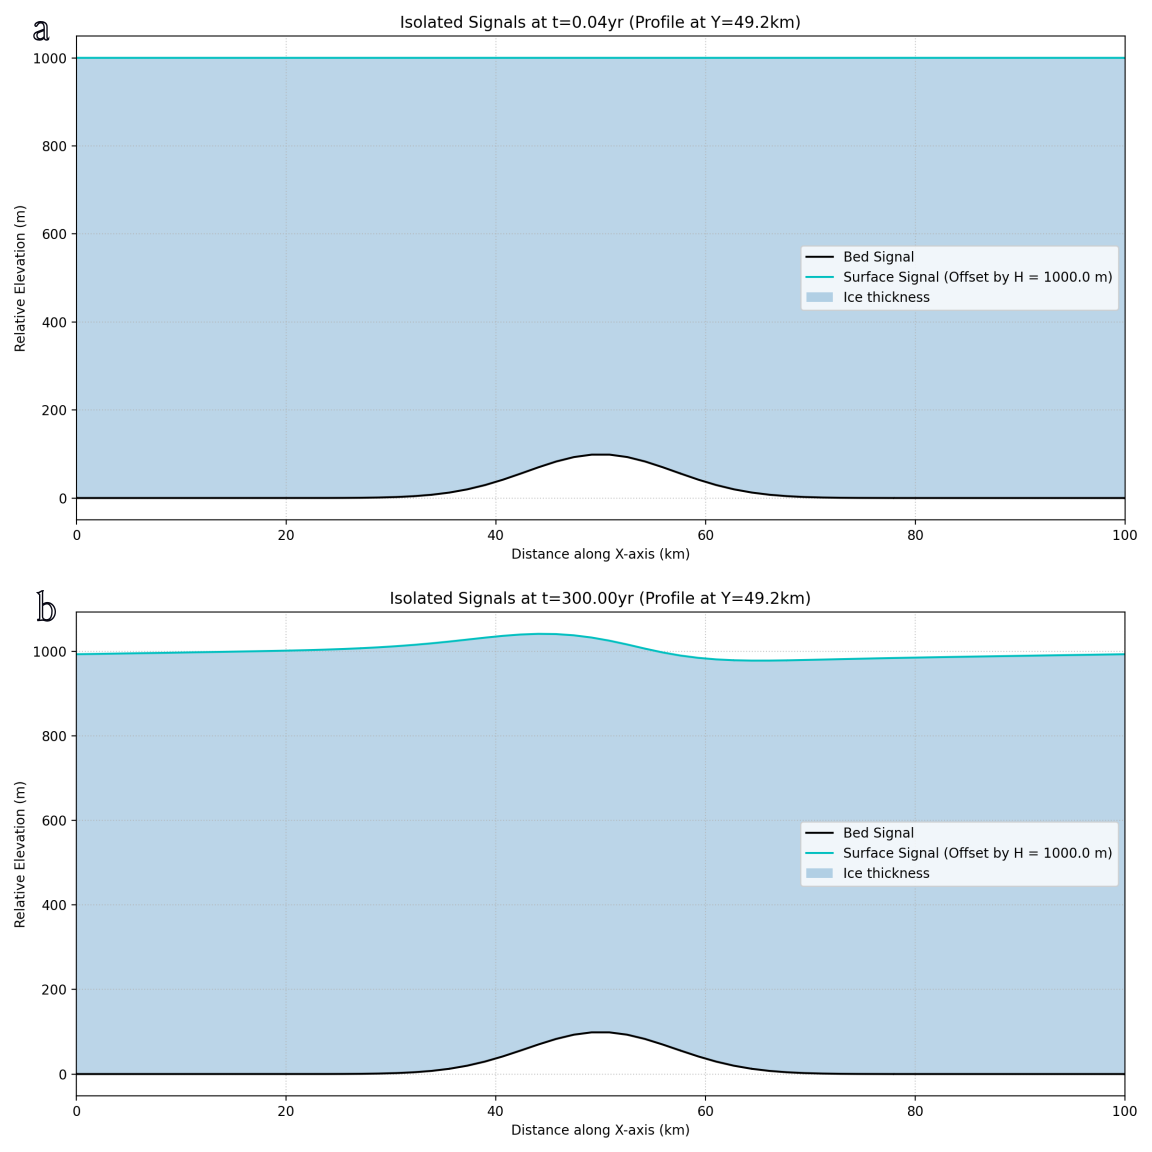 a
Isolated Signals at t=0.04yr (Profile at Y=49.2km)
1000
800
600
400
200
0
Relative Elevation (m)
Bed Signal
Surface Signal (Offset by H = 1000.0 m)
Ice thickness
0 20 40 60 80 100
Distance along X-axis (km)
b
Isolated Signals at t=300.00yr (Profile at Y=49.2km)
1000
800
600
400
200
0
Relative Elevation (m)
Bed Signal
Surface Signal (Offset by H = 1000.0 m)
Ice thickness
0 20 40 60 80 100
Distance along X-axis (km)